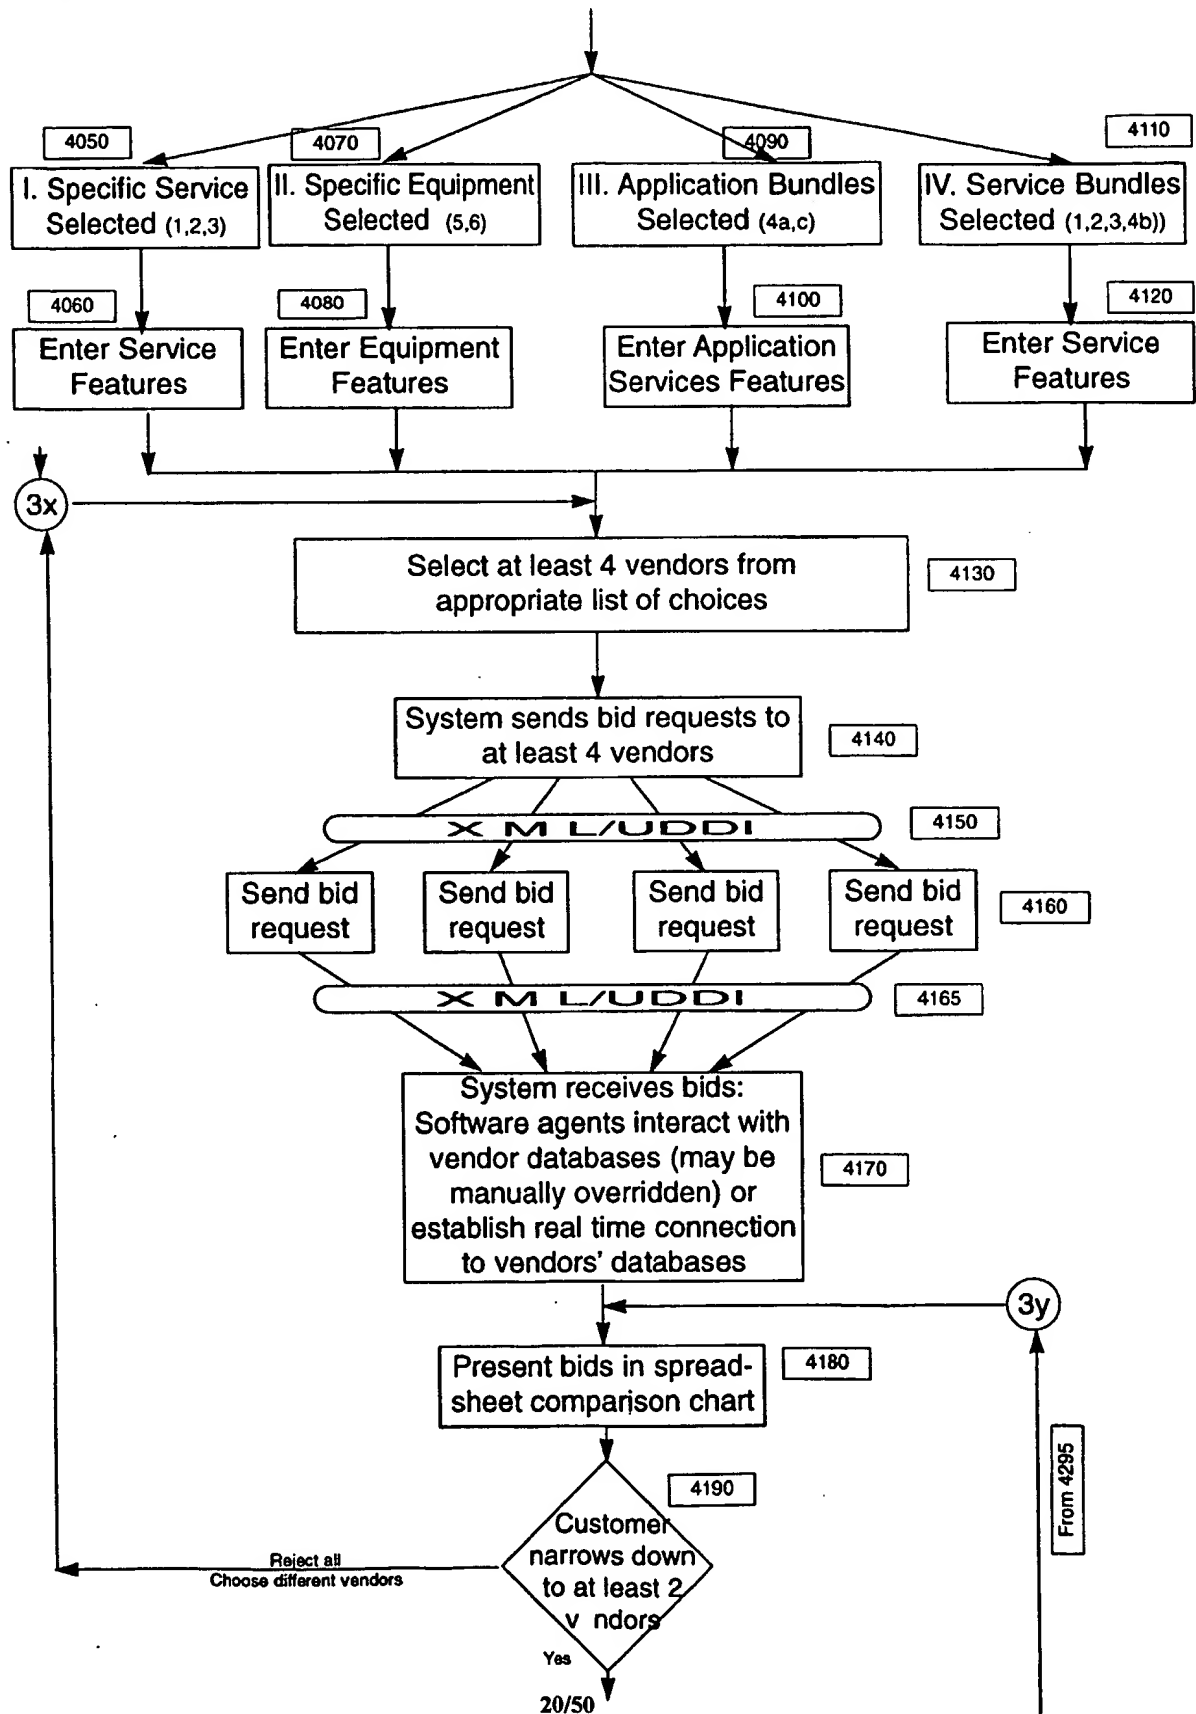 4050
4070
4090
4110
I. Specific Service
Selected (1,2,3)
II. Specific Equipment
Selected (5,6)
III. Application Bundles
Selected (4a,c)
IV. Service Bundles
Selected (1,2,3,4b))
4060
4080
4100
4120
Enter Service
Features
Enter Equipment
Features
Enter Application
Services Features
Enter Service
Features
3x
Select at least 4 vendors from
appropriate list of choices
4130
System sends bid requests to
at least 4 vendors
4140
X M L/UDDI
4150
Send bid
request
Send bid
request
Send bid
request
Send bid
request
4160
X M L/UDDI
4165
System receives bids:
Software agents interact with
vendor databases (may be
manually overridden) or
establish real time connection
to vendors' databases
4170
3y
Present bids in spread-
sheet comparison chart
4180
From 4295
4190
Customer
narrows down
to at least 2
v ndors
Reject all
Choose different vendors
Yes
20/50